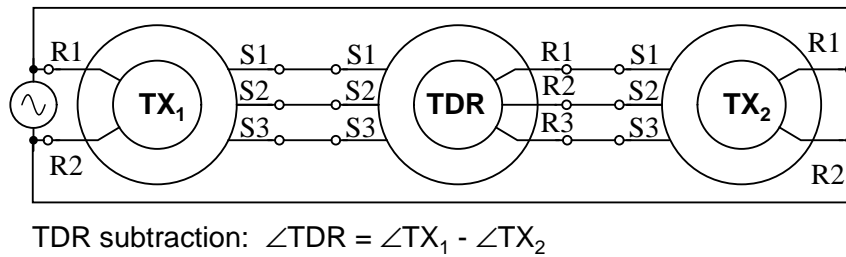 R1 S1 S1 R1 S1 R1
TX₁ S2 S2 TDR R2 S2 TX₂
R2 S3 S3 R3 S3 R2
TDR subtraction: ∠TDR = ∠TX₁ - ∠TX₂